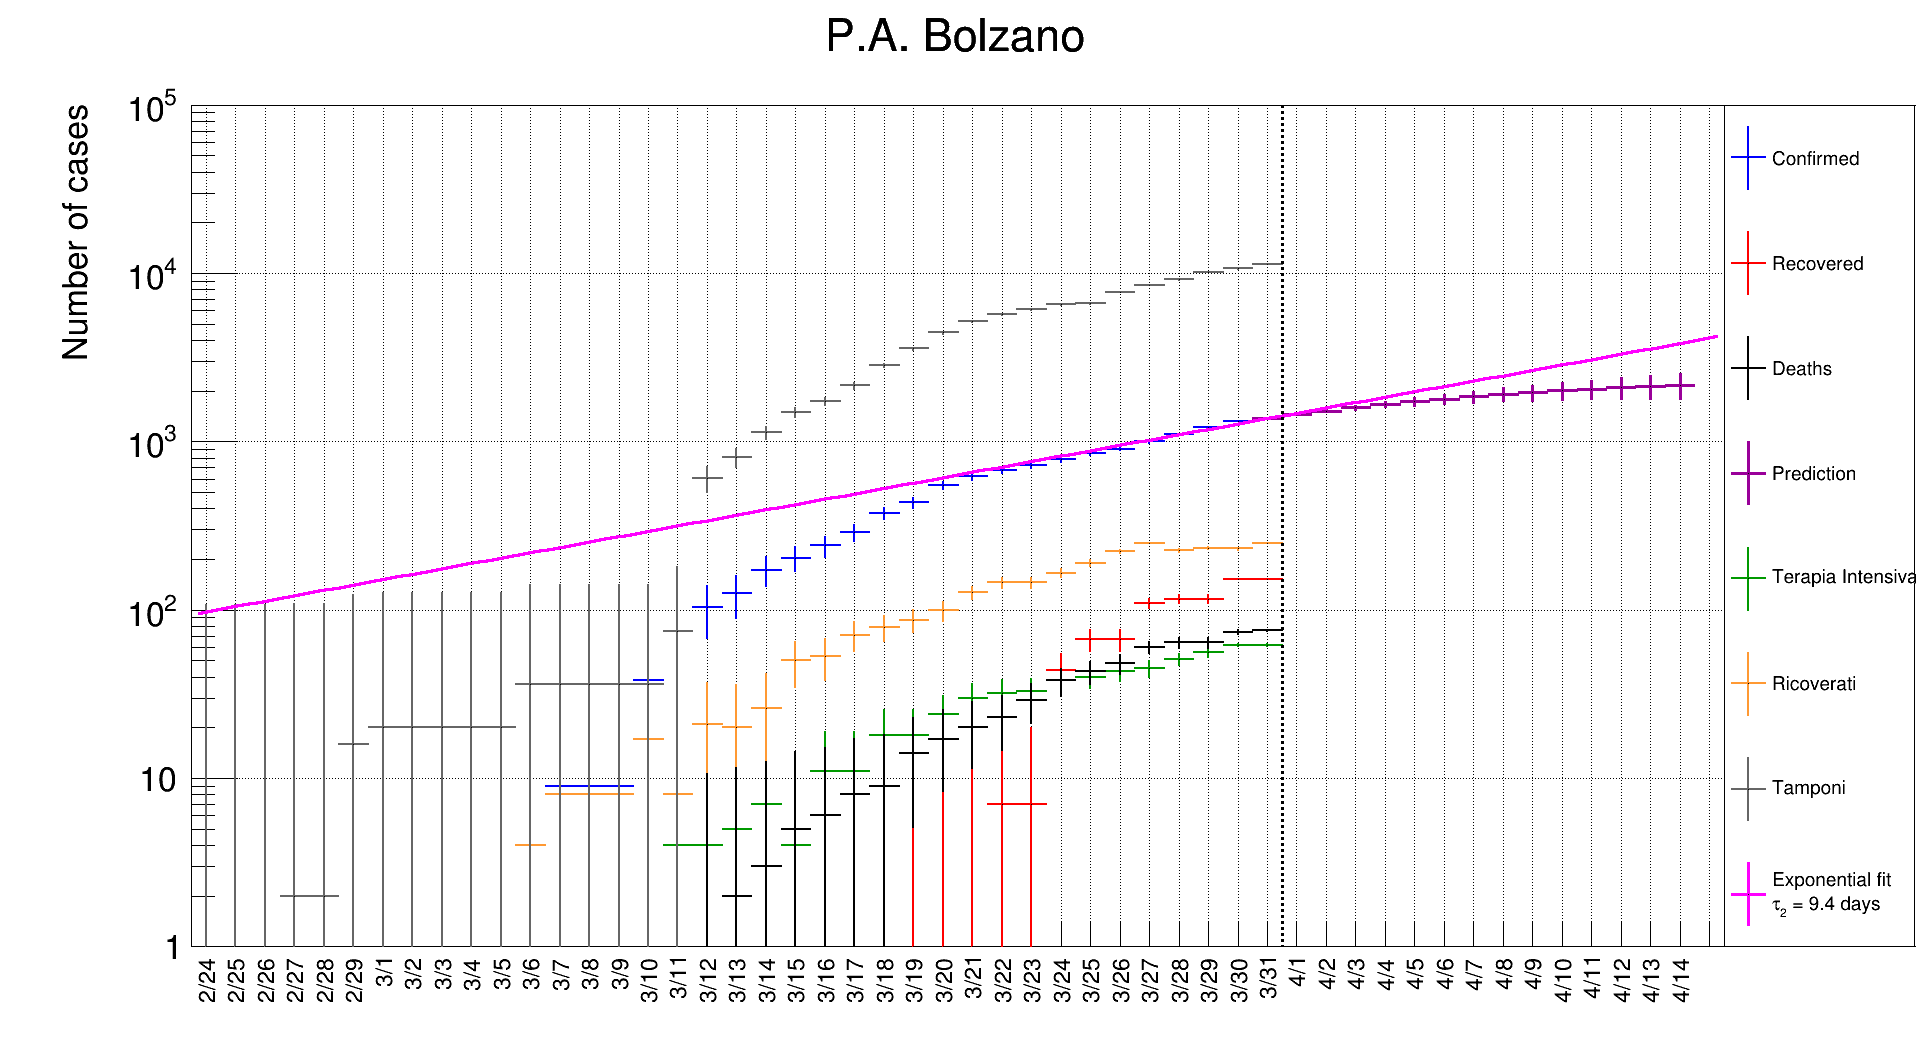 P.A. Bolzano
Number of cases
10^5
10^4
10^3
10^2
10
1
2/24 2/25 2/26 2/27 2/28 2/29 3/1 3/2 3/3 3/4 3/5 3/6 3/7 3/8 3/9 3/10 3/11 3/12 3/13 3/14 3/15 3/16 3/17 3/18 3/19 3/20 3/21 3/22 3/23 3/24 3/25 3/26 3/27 3/28 3/29 3/30 3/31 4/1 4/2 4/3 4/4 4/5 4/6 4/7 4/8 4/9 4/10 4/11 4/12 4/13 4/14
Confirmed
Recovered
Deaths
Prediction
Terapia Intensiva
Ricoverati
Tamponi
Exponential fit
τ₂ = 9.4 days